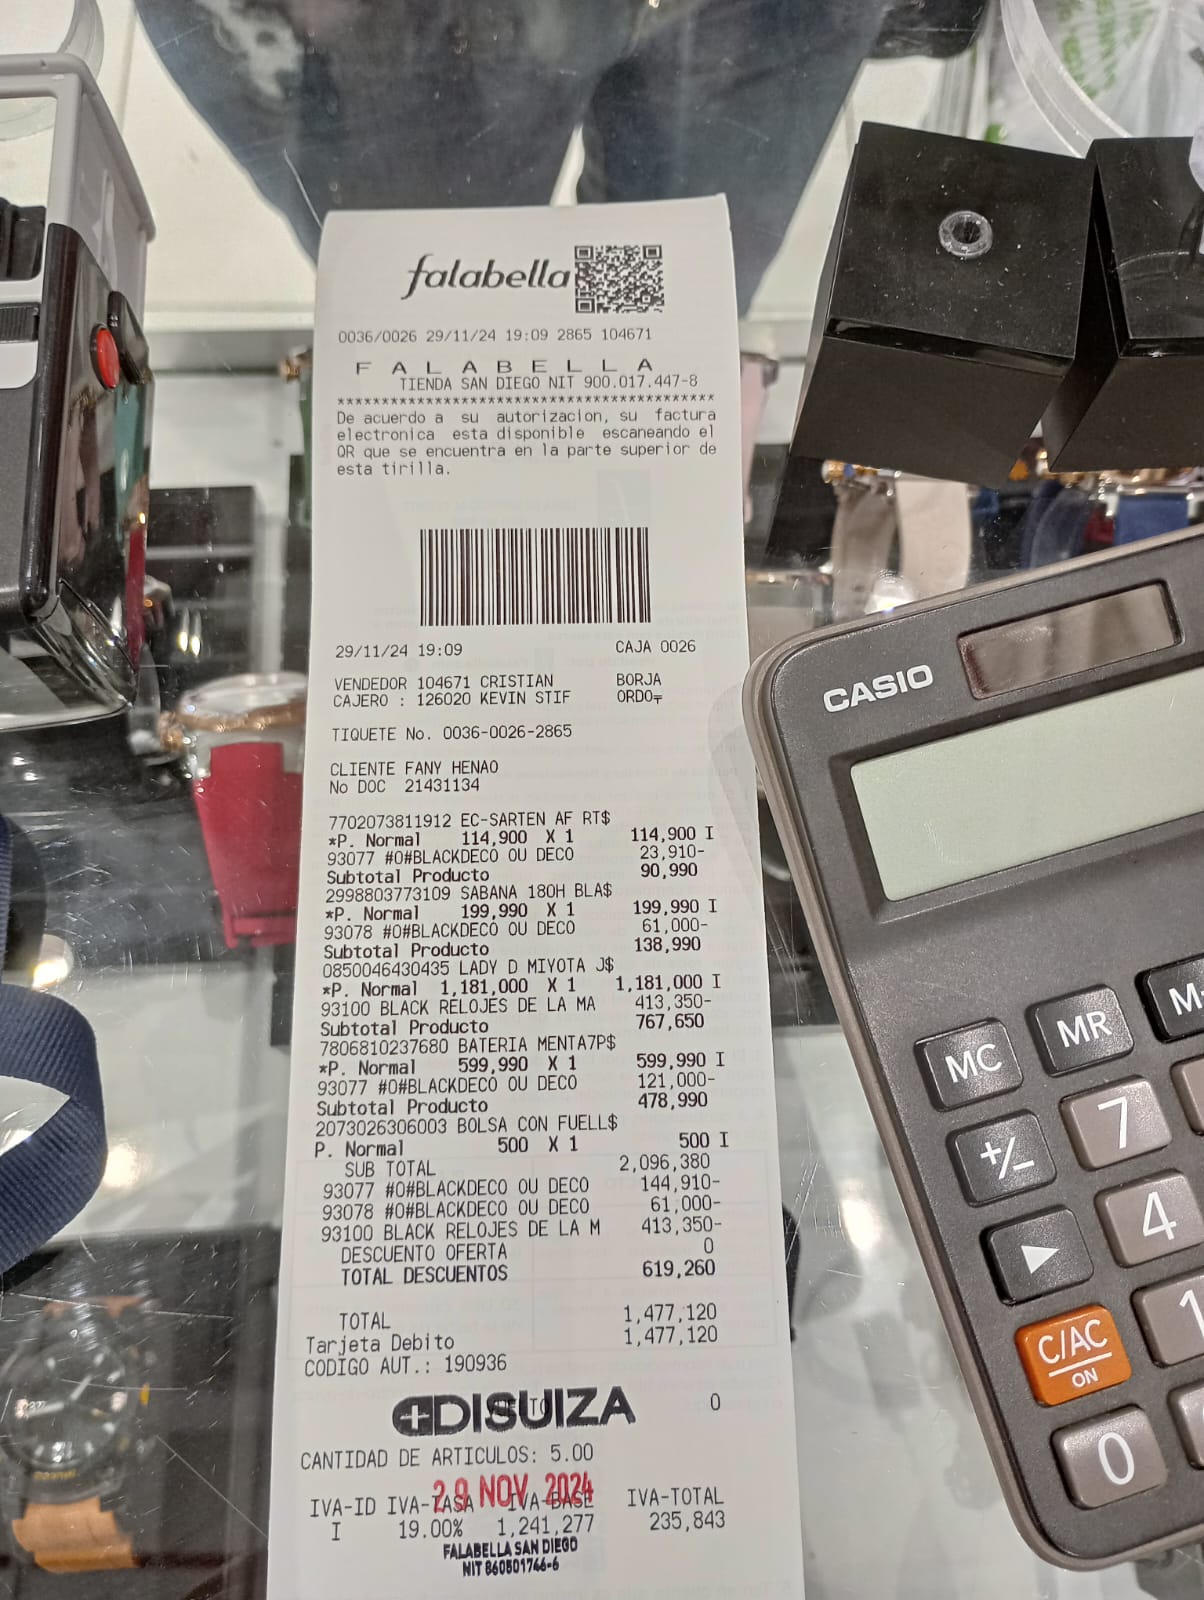 falabella
0036/0026 29/11/24 19:09 2865 104671
F A L A B E L L A
TIENDA SAN DIEGO NIT 900.017.447-8
******************************************
De acuerdo a su autorizacion, su factura
electronica esta disponible escaneando el
QR que se encuentra en la parte superior de
esta tirilla.
29/11/24 19:09 CAJA 0026
VENDEDOR 104671 CRISTIAN BORJA
CAJERO : 126020 KEVIN STIF ORDO
TIQUETE No. 0036-0026-2865
CLIENTE FANY HENAO
No DOC 21431134
7702073811912 EC-SARTEN AF RT$
*P. Normal 114,900 X 1 114,900 I
93077 #0#BLACKDECO OU DECO 23,910-
Subtotal Producto 90,990
2998803773109 SABANA 180H BLA$
*P. Normal 199,990 X 1 199,990 I
93078 #0#BLACKDECO OU DECO 61,000-
Subtotal Producto 138,990
0850046430435 LADY D MIYOTA J$
*P. Normal 1,181,000 X 1 1,181,000 I
93100 BLACK RELOJES DE LA MA 413,350-
Subtotal Producto 767,650
7806810237680 BATERIA MENTA7P$
*P. Normal 599,990 X 1 599,990 I
93077 #0#BLACKDECO OU DECO 121,000-
Subtotal Producto 478,990
2073026306003 BOLSA CON FUELL$
P. Normal 500 X 1 500 I
SUB TOTAL 2,096,380
93077 #0#BLACKDECO OU DECO 144,910-
93078 #0#BLACKDECO OU DECO 61,000-
93100 BLACK RELOJES DE LA M 413,350-
DESCUENTO OFERTA 0
TOTAL DESCUENTOS 619,260
TOTAL 1,477,120
Tarjeta Debito 1,477,120
CODIGO AUT.: 190936
DISUIZA 0
CANTIDAD DE ARTICULOS: 5.00
29 NOV 2024
IVA-ID IVA-TASA IVA-BASE IVA-TOTAL
I 19.00% 1,241,277 235,843
FALABELLA SAN DIEGO
NIT 860501766-6
CASIO
MC MR M
+/- 7
4
▶ 1
C/AC
ON
0